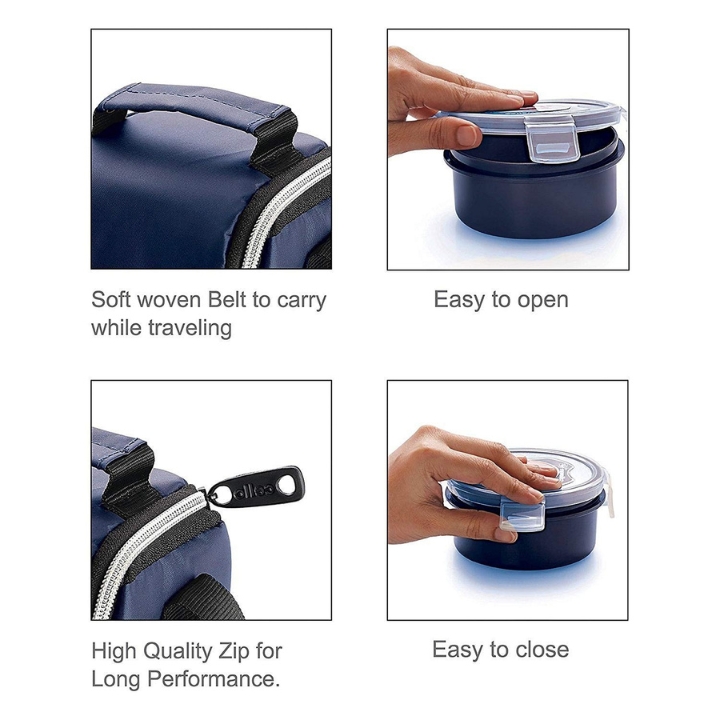 Soft woven Belt to carry
while traveling
Easy to open
cello
High Quality Zip for
Long Performance.
Easy to close